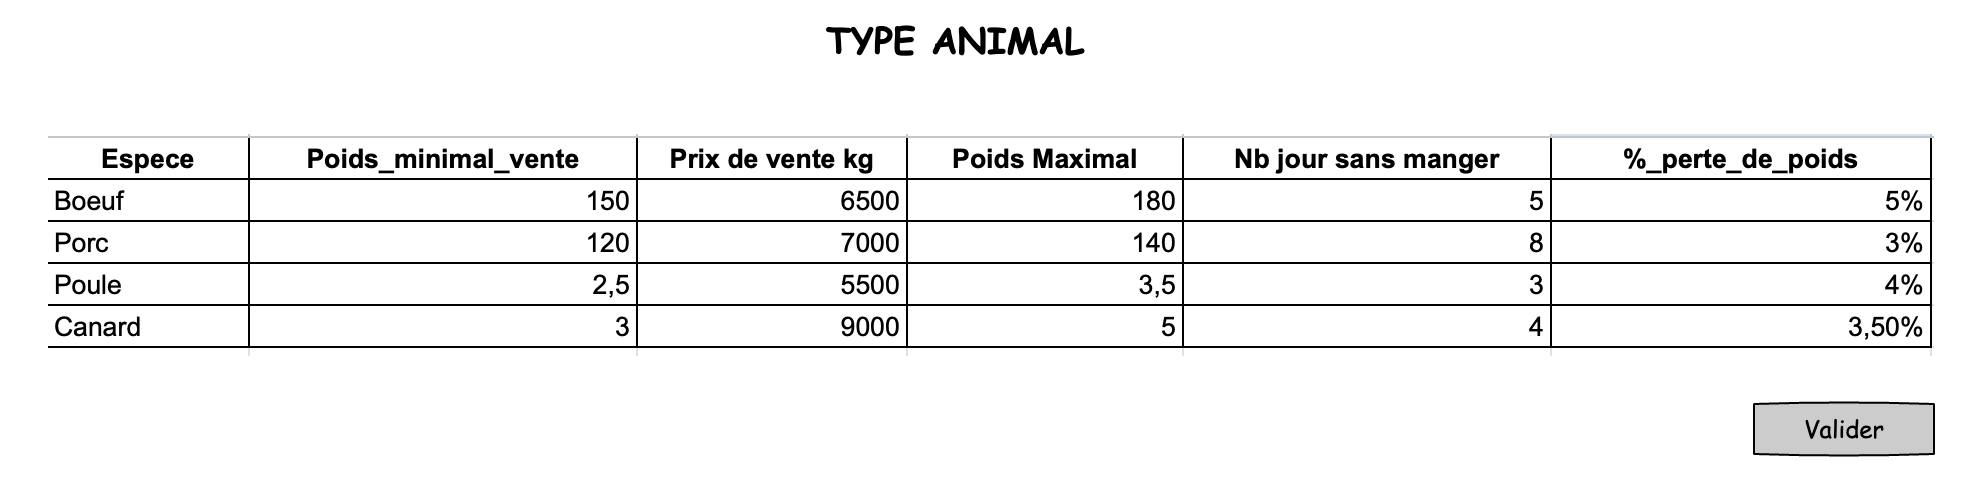 TYPE ANIMAL
Espece Poids_minimal_vente Prix de vente kg Poids Maximal Nb jour sans manger %_perte_de_poids
Boeuf 150 6500 180 5 5%
Porc 120 7000 140 8 3%
Poule 2,5 5500 3,5 3 4%
Canard 3 9000 5 4 3,50%
Valider